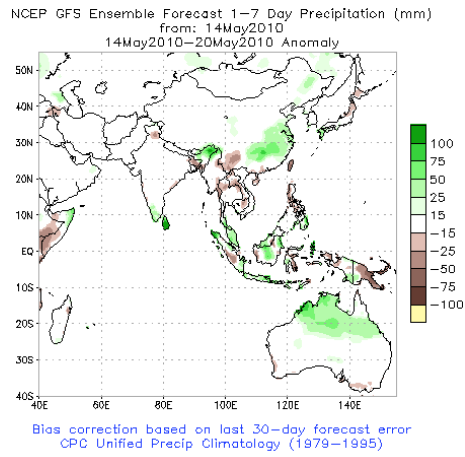 NCEP GFS Ensemble Forecast 1-7 Day Precipitation (mm)
from: 14May2010
14May2010-20May2010 Anomaly
50N
40N
30N
20N
10N
EQ
10S
20S
30S
40S
40E 60E 80E 100E 120E 140E
100
75
50
25
15
-15
-25
-50
-75
-100
Bias correction based on last 30-day forecast error
CPC Unified Precip Climatology (1979-1995)